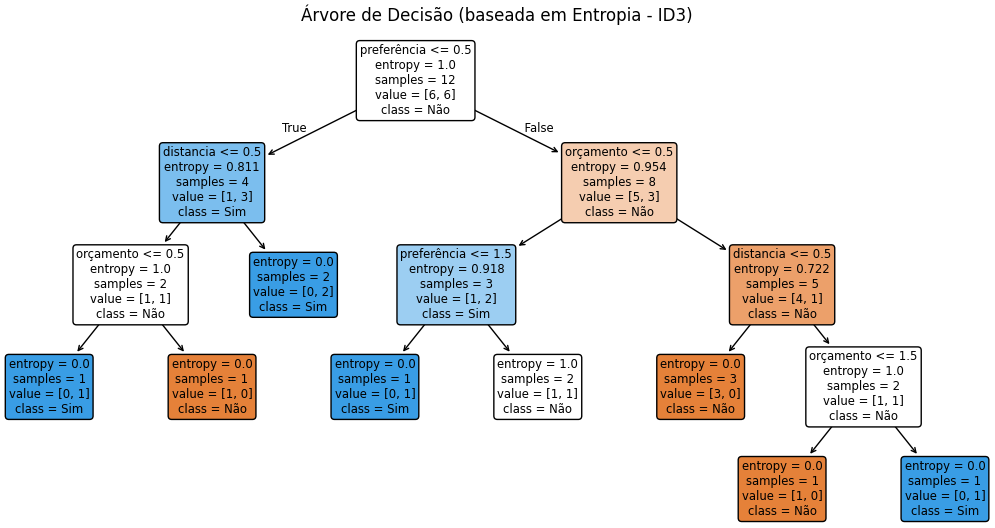 Árvore de Decisão (baseada em Entropia - ID3)
preferência <= 0.5
entropy = 1.0
samples = 12
value = [6, 6]
class = Não
True
False
distancia <= 0.5
entropy = 0.811
samples = 4
value = [1, 3]
class = Sim
orçamento <= 0.5
entropy = 0.954
samples = 8
value = [5, 3]
class = Não
orçamento <= 0.5
entropy = 1.0
samples = 2
value = [1, 1]
class = Não
entropy = 0.0
samples = 2
value = [0, 2]
class = Sim
preferência <= 1.5
entropy = 0.918
samples = 3
value = [1, 2]
class = Sim
distancia <= 0.5
entropy = 0.722
samples = 5
value = [4, 1]
class = Não
entropy = 0.0
samples = 1
value = [0, 1]
class = Sim
entropy = 0.0
samples = 1
value = [1, 0]
class = Não
entropy = 0.0
samples = 1
value = [0, 1]
class = Sim
entropy = 1.0
samples = 2
value = [1, 1]
class = Não
entropy = 0.0
samples = 3
value = [3, 0]
class = Não
orçamento <= 1.5
entropy = 1.0
samples = 2
value = [1, 1]
class = Não
entropy = 0.0
samples = 1
value = [1, 0]
class = Não
entropy = 0.0
samples = 1
value = [0, 1]
class = Sim